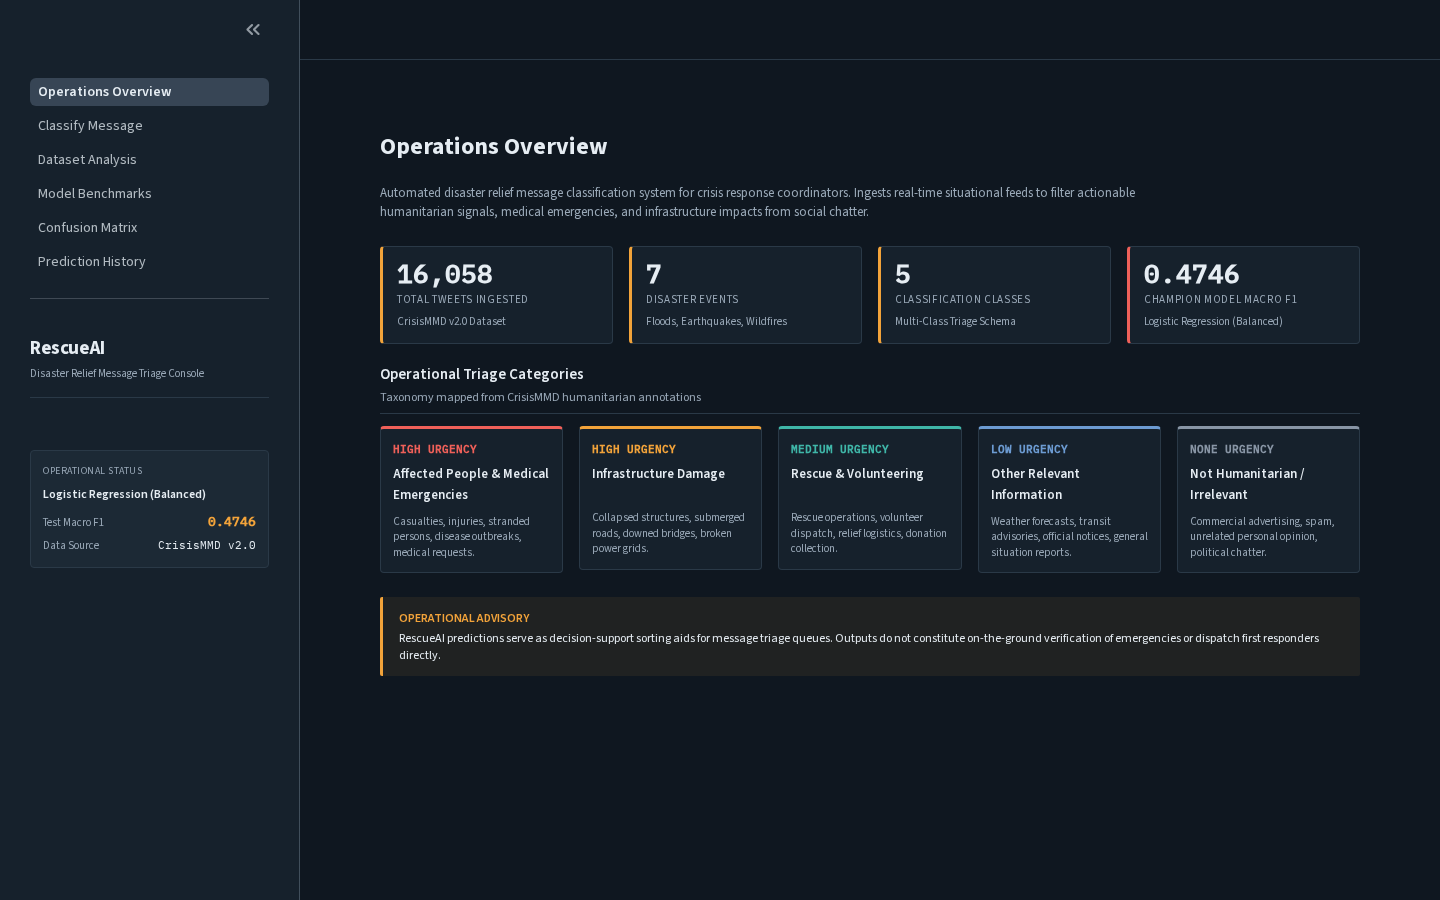 Operations Overview
Classify Message
Dataset Analysis
Model Benchmarks
Confusion Matrix
Prediction History
RescueAI
Disaster Relief Message Triage Console
OPERATIONAL STATUS
Logistic Regression (Balanced)
Test Macro F1 0.4746
Data Source CrisisMMD v2.0
Operations Overview
Automated disaster relief message classification system for crisis response coordinators. Ingests real-time situational feeds to filter actionable
humanitarian signals, medical emergencies, and infrastructure impacts from social chatter.
16,058
TOTAL TWEETS INGESTED
CrisisMMD v2.0 Dataset
7
DISASTER EVENTS
Floods, Earthquakes, Wildfires
5
CLASSIFICATION CLASSES
Multi-Class Triage Schema
0.4746
CHAMPION MODEL MACRO F1
Logistic Regression (Balanced)
Operational Triage Categories
Taxonomy mapped from CrisisMMD humanitarian annotations
HIGH URGENCY
Affected People & Medical
Emergencies
Casualties, injuries, stranded
persons, disease outbreaks,
medical requests.
HIGH URGENCY
Infrastructure Damage
Collapsed structures, submerged
roads, downed bridges, broken
power grids.
MEDIUM URGENCY
Rescue & Volunteering
Rescue operations, volunteer
dispatch, relief logistics, donation
collection.
LOW URGENCY
Other Relevant
Information
Weather forecasts, transit
advisories, official notices, general
situation reports.
NONE URGENCY
Not Humanitarian /
Irrelevant
Commercial advertising, spam,
unrelated personal opinion,
political chatter.
OPERATIONAL ADVISORY
RescueAI predictions serve as decision-support sorting aids for message triage queues. Outputs do not constitute on-the-ground verification of emergencies or dispatch first responders
directly.